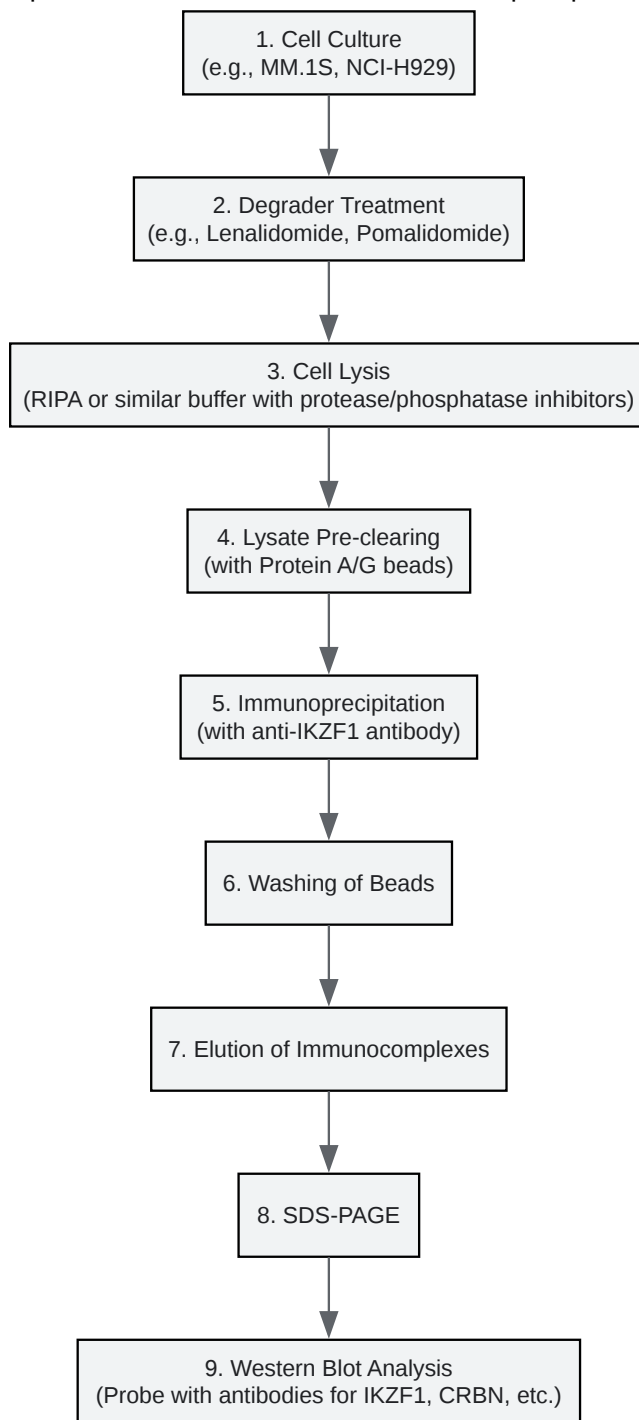 1. Cell Culture
(e.g., MM.1S, NCI-H929)
2. Degrader Treatment
(e.g., Lenalidomide, Pomalidomide)
3. Cell Lysis
(RIPA or similar buffer with protease/phosphatase inhibitors)
4. Lysate Pre-clearing
(with Protein A/G beads)
5. Immunoprecipitation
(with anti-IKZF1 antibody)
6. Washing of Beads
7. Elution of Immunocomplexes
8. SDS-PAGE
9. Western Blot Analysis
(Probe with antibodies for IKZF1, CRBN, etc.)